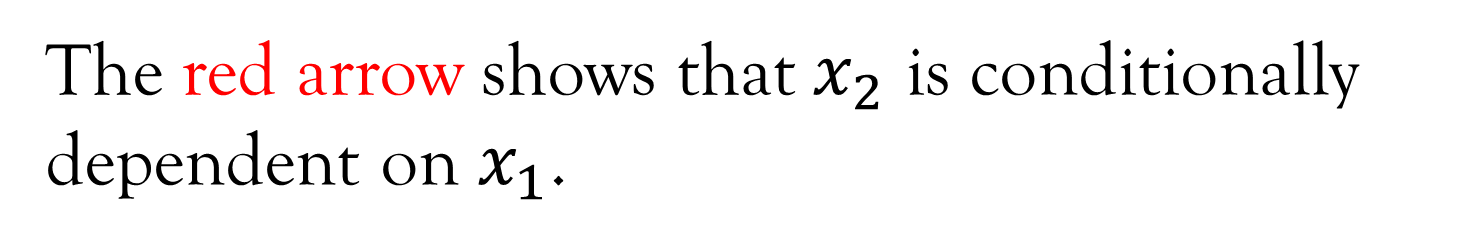 The red arrow shows that x₂ is conditionally
dependent on x₁.